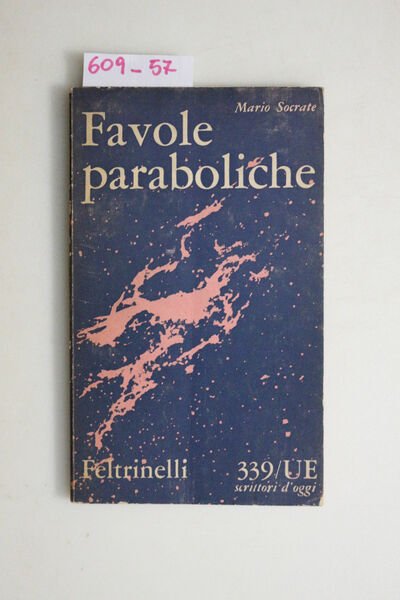 609-57
Mario Socrate
Favole
paraboliche
Feltrinelli 339/UE
scrittori d'oggi